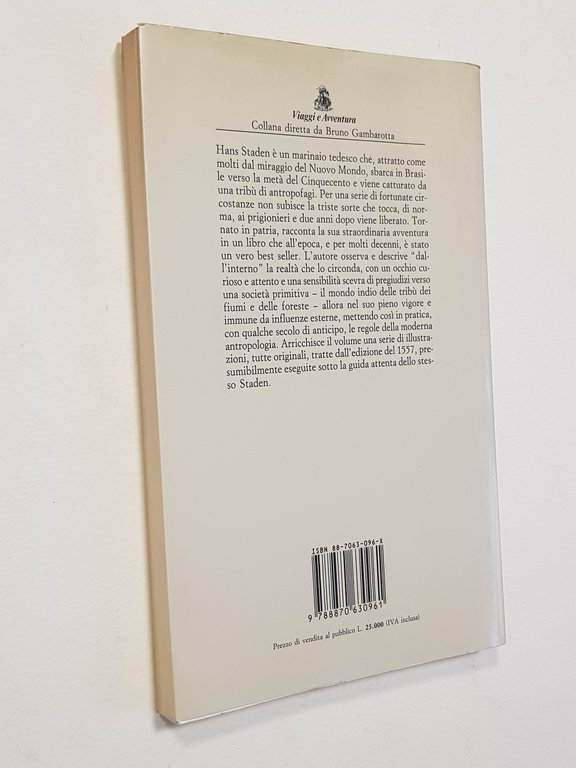 Viaggi e Avventura
Collana diretta da Bruno Gambarotta
Hans Staden è un marinaio tedesco che, attratto come
molti dal miraggio del Nuovo Mondo, sbarca in Brasi-
le verso la metà del Cinquecento e viene catturato da
una tribù di antropofagi. Per una serie di fortunate cir-
costanze non subisce la triste sorte che tocca, di nor-
ma, ai prigionieri e due anni dopo viene liberato. Tor-
nato in patria, racconta la sua straordinaria avventura
in un libro che all'epoca, e per molti decenni, è stato
un vero best seller. L'autore osserva e descrive “dal-
l'interno” la realtà che lo circonda, con un occhio cu-
rioso e attento e una sensibilità scevra di pregiudizi verso
una società primitiva – il mondo indio delle tribù dei
fiumi e delle foreste – allora nel suo pieno vigore e
immune da influenze esterne, mettendo così in pratica,
con qualche secolo di anticipo, le regole della moderna
antropologia. Arricchisce il volume una serie di illustra-
zioni, tutte originali, tratte dall'edizione del 1557, pre-
sumibilmente eseguite sotto la guida attenta dello stes-
so Staden.
ISBN 88-7063-096-X
9 788870 630961
Prezzo di vendita al pubblico L. 25.000 (IVA inclusa)